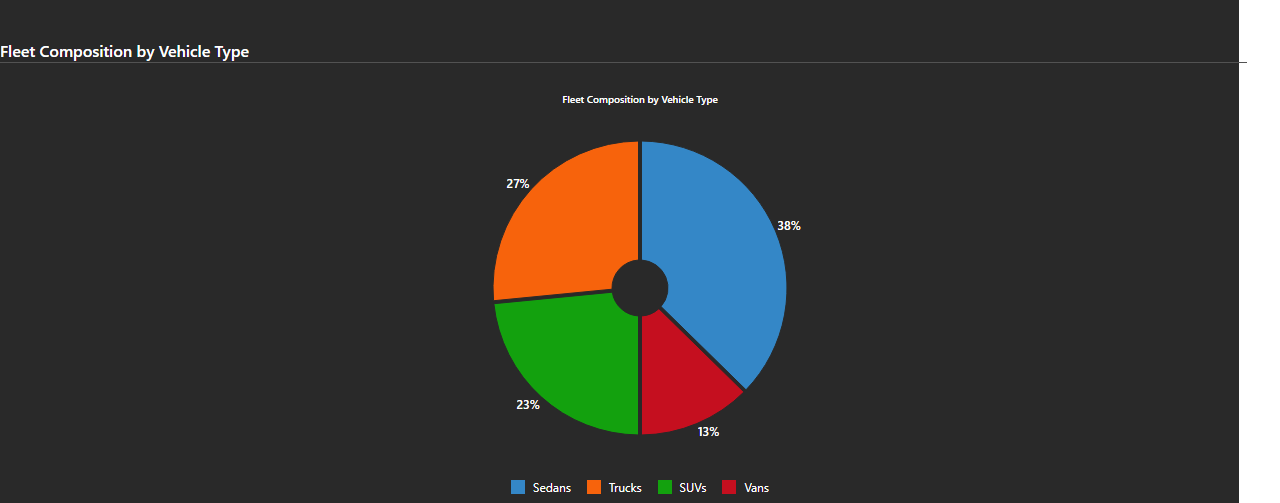 Fleet Composition by Vehicle Type
Fleet Composition by Vehicle Type
27%
38%
23%
13%
Sedans Trucks SUVs Vans